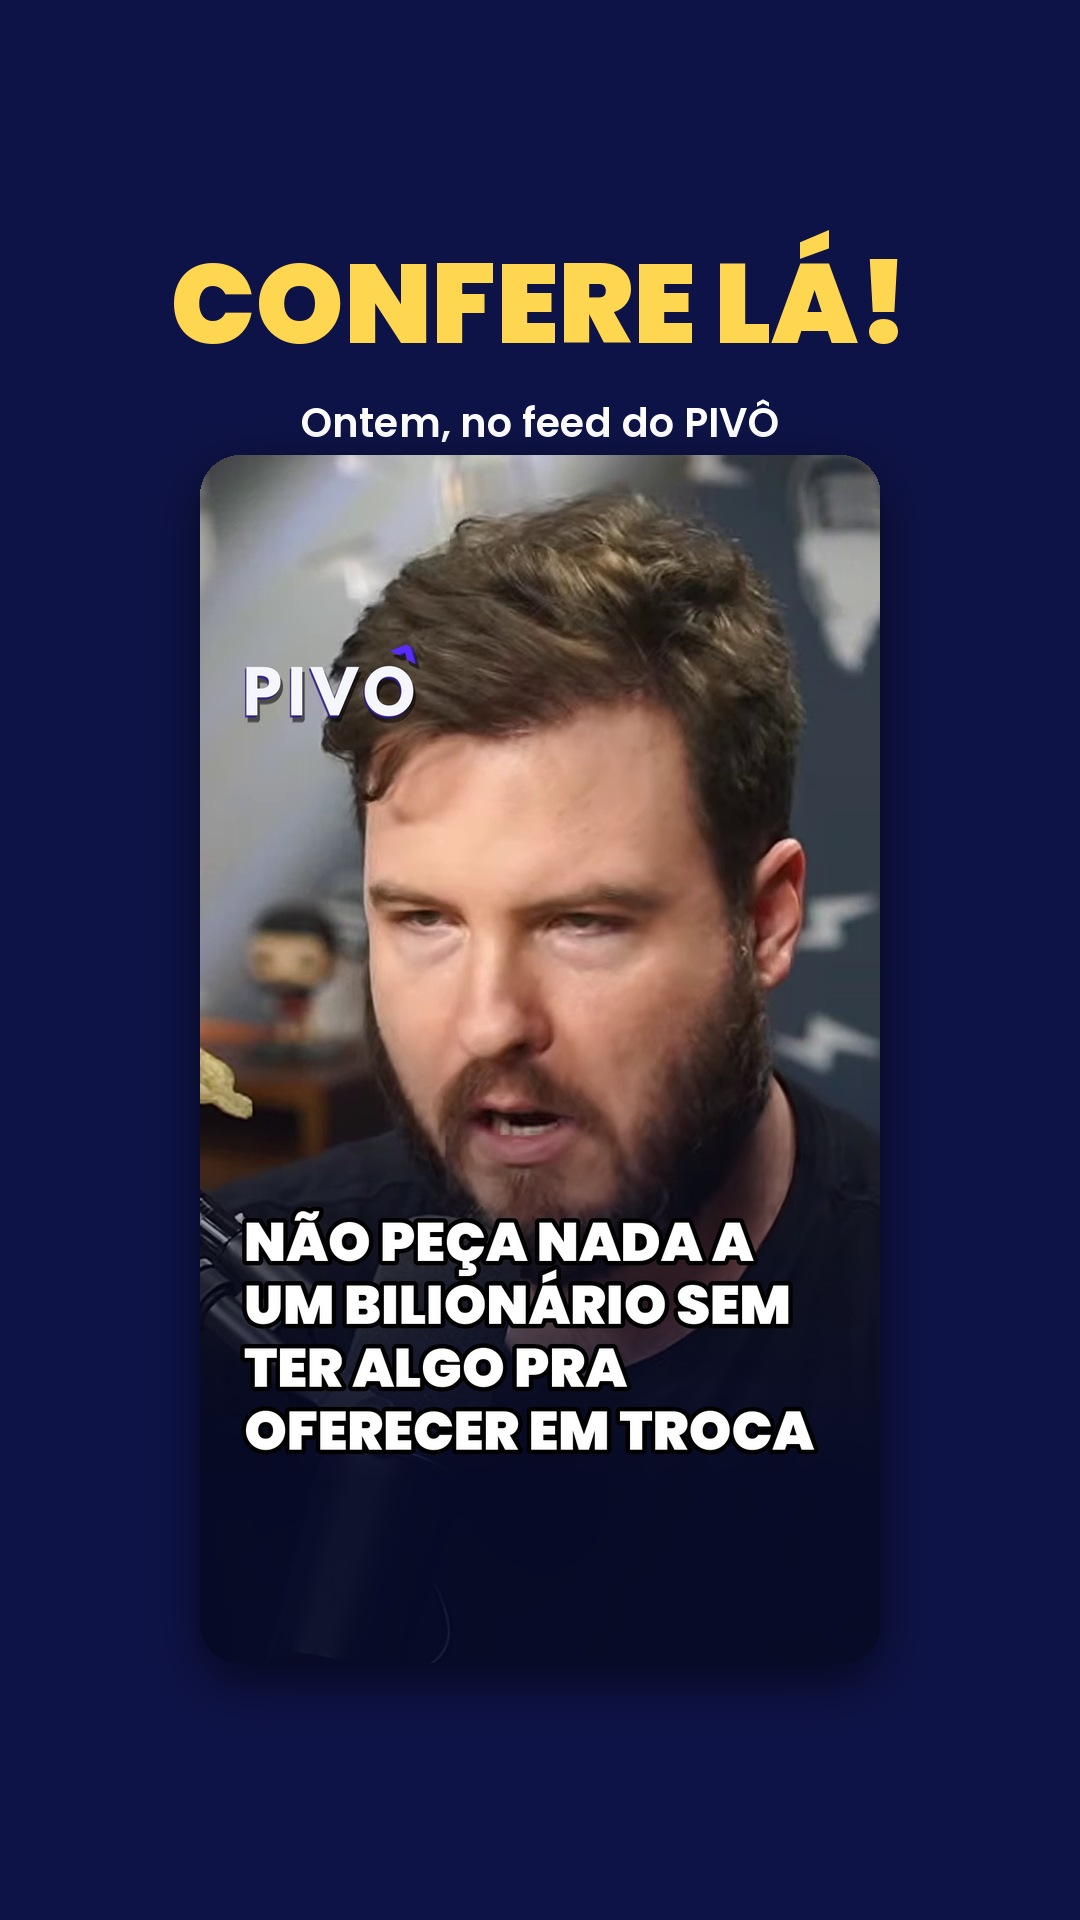 CONFERE LÁ!
Ontem, no feed do PIVÔ
PIVÔ
NÃO PEÇA NADA A
UM BILIONÁRIO SEM
TER ALGO PRA
OFERECER EM TROCA